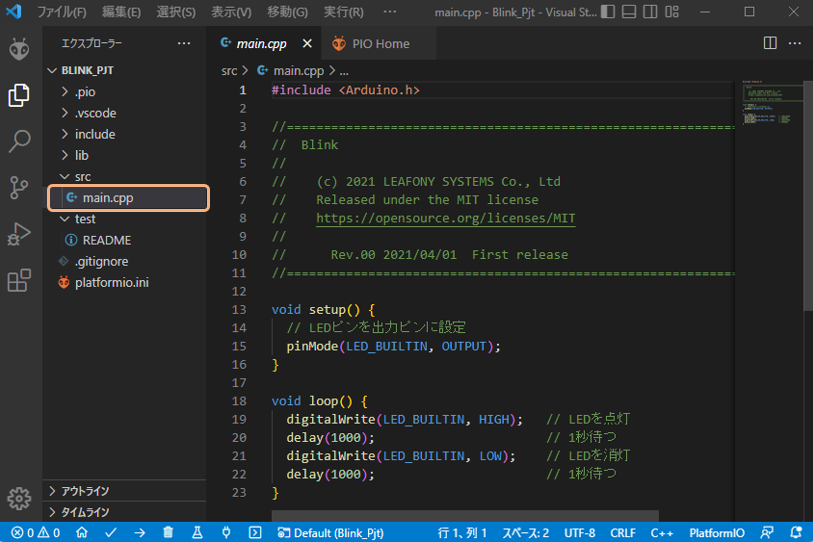 ファイル(F) 編集(E) 選択(S) 表示(V) 移動(G) 実行(R) ··· main.cpp - Blink_Pjt - Visual St...
エクスプローラー ···
main.cpp PIO Home ···
BLINK_PJT
src > main.cpp > ...
.pio
.vscode
include
lib
src
main.cpp
test
README
.gitignore
platformio.ini
アウトライン
タイムライン
1 #include <Arduino.h>
2
3 //==============================================================
4 // Blink
5 //
6 // (c) 2021 LEAFONY SYSTEMS Co., Ltd
7 // Released under the MIT license
8 // https://opensource.org/licenses/MIT
9 //
10 // Rev.00 2021/04/01 First release
11 //==============================================================
12
13 void setup() {
14 // LEDピンを出力ピンに設定
15 pinMode(LED_BUILTIN, OUTPUT);
16 }
17
18 void loop() {
19 digitalWrite(LED_BUILTIN, HIGH); // LEDを点灯
20 delay(1000); // 1秒待つ
21 digitalWrite(LED_BUILTIN, LOW); // LEDを消灯
22 delay(1000); // 1秒待つ
23 }
0 0 Default (Blink_Pjt) 行 1、列 1 スペース: 2 UTF-8 CRLF C++ PlatformIO